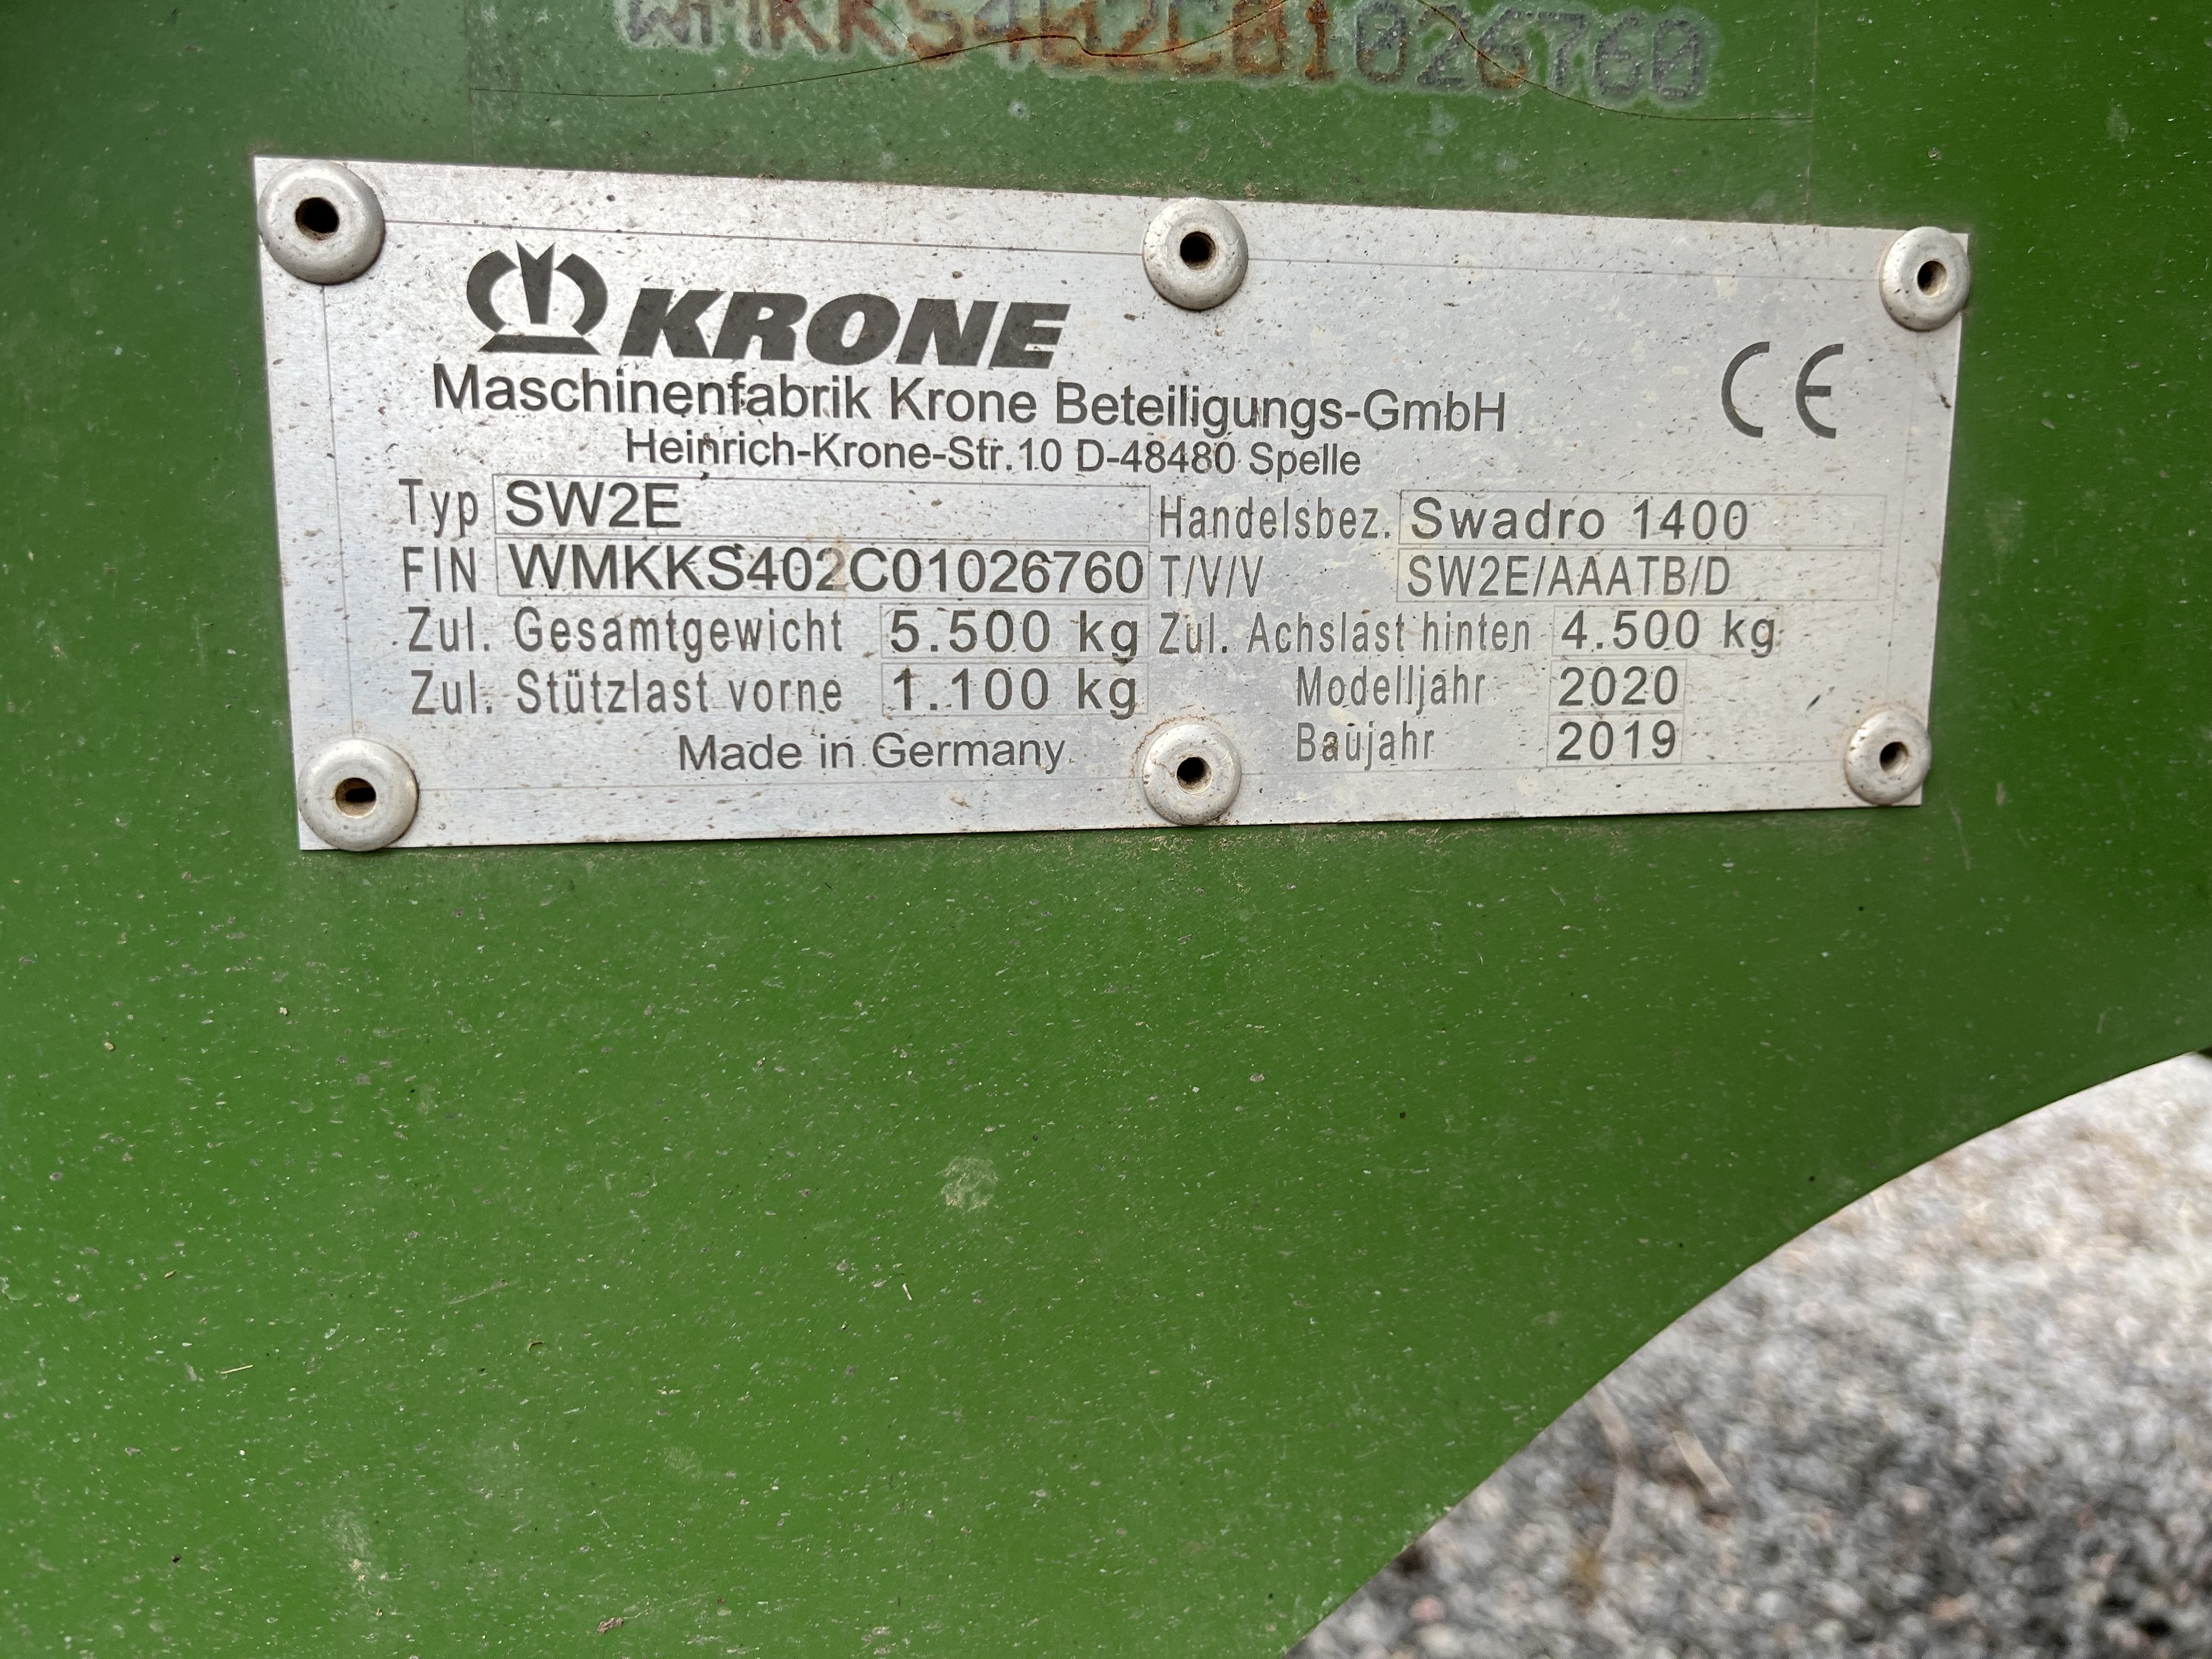 WMKKS402C01026760
KRONE
Maschinenfabrik Krone Beteiligungs-GmbH
CE
Heinrich-Krone-Str.10 D-48480 Spelle
Typ SW2E Handelsbez. Swadro 1400
FIN WMKKS402C01026760 T/V/V SW2E/AAATB/D
Zul. Gesamtgewicht 5.500 kg Zul. Achslast hinten 4.500 kg
Zul. Stützlast vorne 1.100 kg Modelljahr 2020
Made in Germany Baujahr 2019